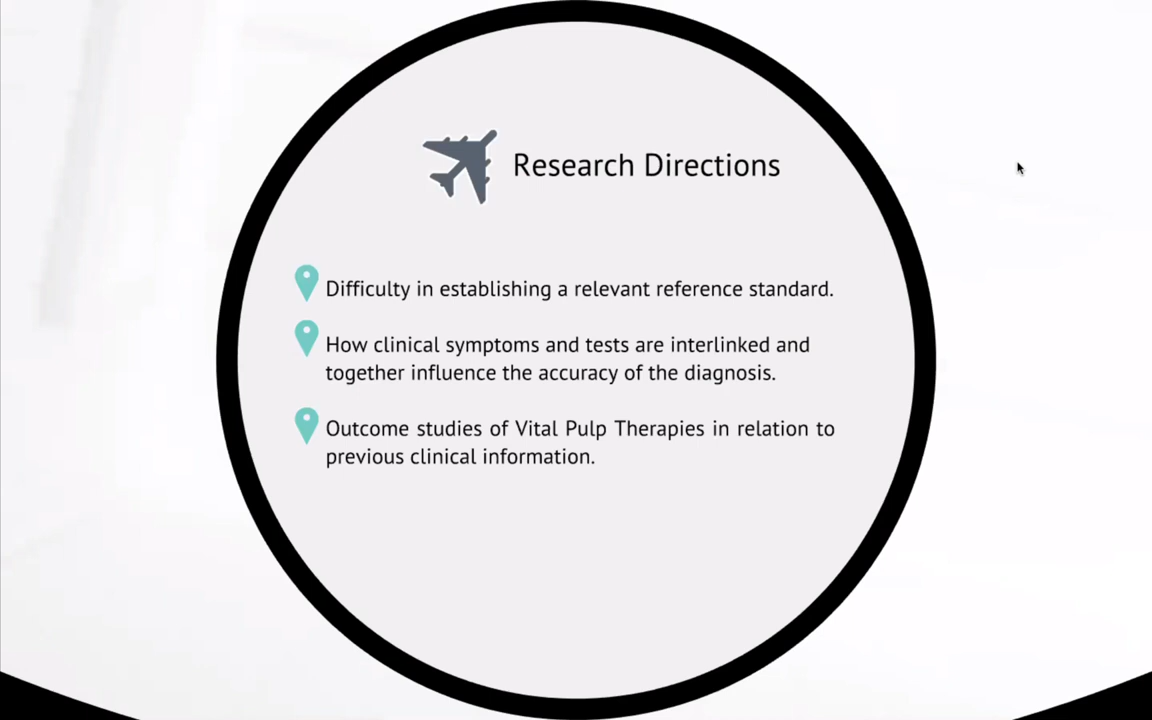 Research Directions
Difficulty in establishing a relevant reference standard.
How clinical symptoms and tests are interlinked and
together influence the accuracy of the diagnosis.
Outcome studies of Vital Pulp Therapies in relation to
previous clinical information.